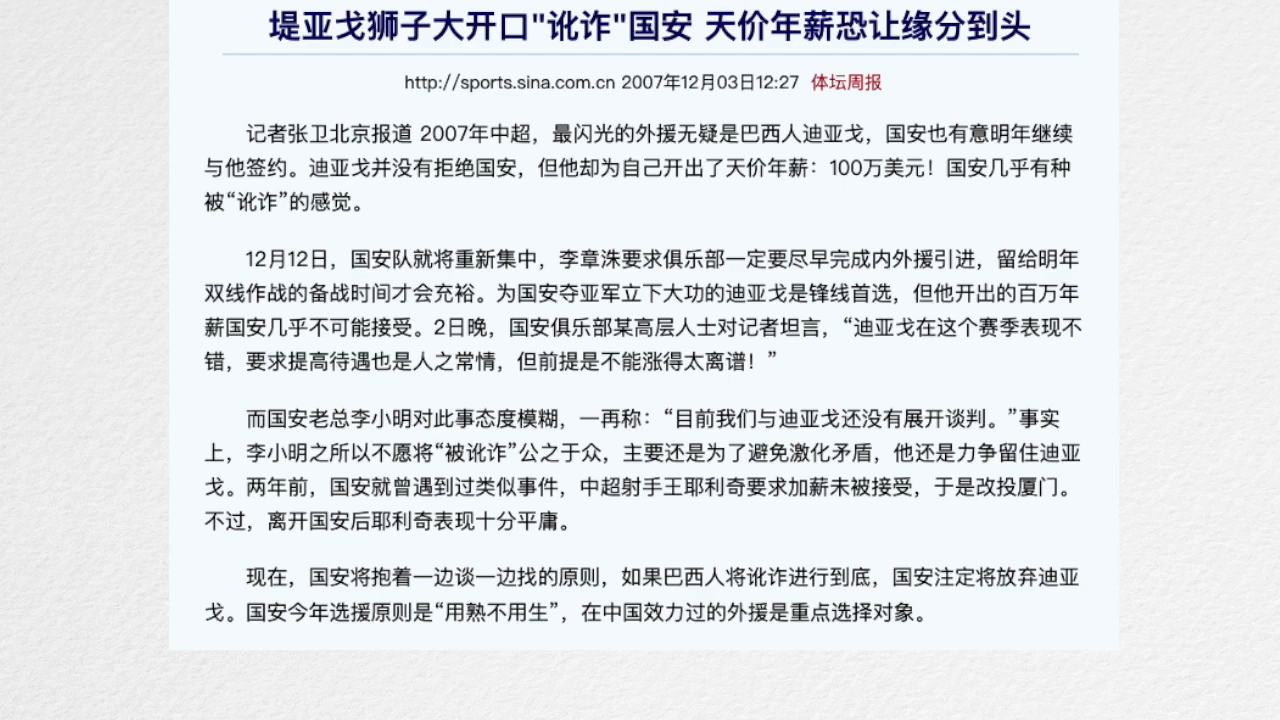 堤亚戈狮子大开口"讹诈"国安 天价年薪恐让缘分到头
http://sports.sina.com.cn 2007年12月03日12:27 体坛周报
记者张卫北京报道 2007年中超，最闪光的外援无疑是巴西人迪亚戈，国安也有意明年继续
与他签约。迪亚戈并没有拒绝国安，但他却为自己开出了天价年薪：100万美元！国安几乎有种
被“讹诈”的感觉。
12月12日，国安队就将重新集中，李章洙要求俱乐部一定要尽早完成内外援引进，留给明年
双线作战的备战时间才会充裕。为国安夺亚军立下大功的迪亚戈是锋线首选，但他开出的百万年
薪国安几乎不可能接受。2日晚，国安俱乐部某高层人士对记者坦言，“迪亚戈在这个赛季表现不
错，要求提高待遇也是人之常情，但前提是不能涨得太离谱！”
而国安老总李小明对此事态度模糊，一再称：“目前我们与迪亚戈还没有展开谈判。”事实
上，李小明之所以不愿将“被讹诈”公之于众，主要还是为了避免激化矛盾，他还是力争留住迪亚
戈。两年前，国安就曾遇到过类似事件，中超射手王耶利奇要求加薪未被接受，于是改投厦门。
不过，离开国安后耶利奇表现十分平庸。
现在，国安将抱着一边谈一边找的原则，如果巴西人将讹诈进行到底，国安注定将放弃迪亚
戈。国安今年选援原则是“用熟不用生”，在中国效力过的外援是重点选择对象。